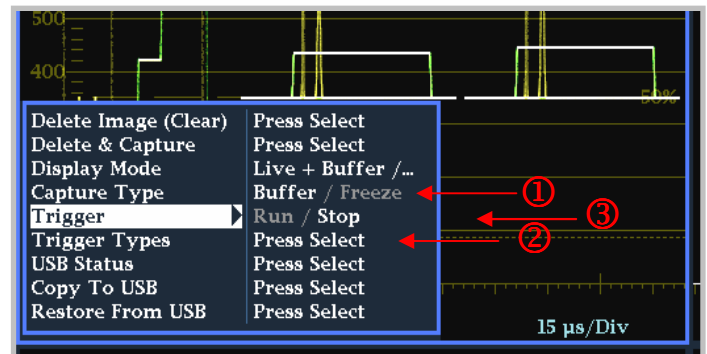 500
400
50%
Delete Image (Clear) Press Select
Delete & Capture Press Select
Display Mode Live + Buffer /...
Capture Type Buffer / Freeze ①
Trigger Run / Stop ③
Trigger Types Press Select ②
USB Status Press Select
Copy To USB Press Select
Restore From USB Press Select
15 µs/Div